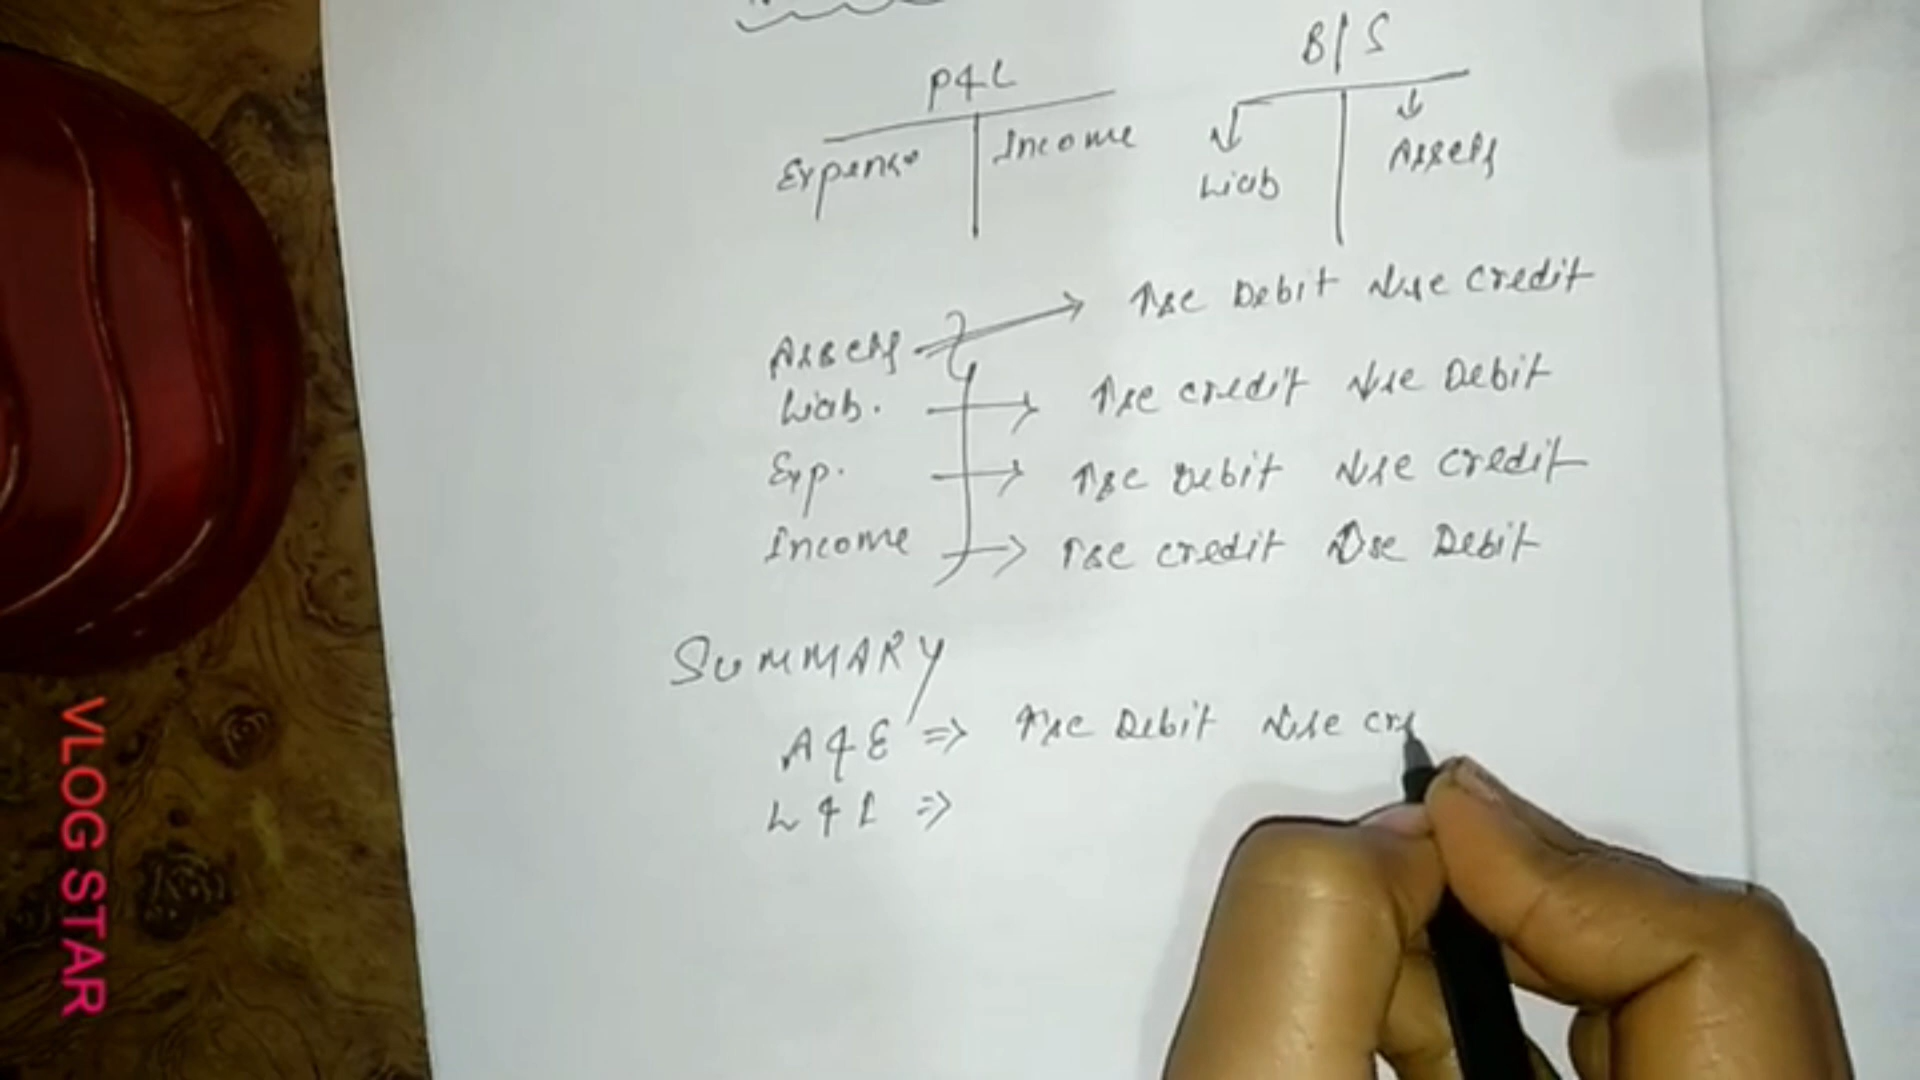 P&L
B/S
Expense
Income
Liab
Assets
Assets → ↑se Debit ↓se credit
Liab. → ↑se credit ↓se Debit
Exp. → ↑se Debit ↓se credit
Income → ↑se credit ↓se Debit
SUMMARY
A & E => ↑se Debit ↓se cre
L & I =>
VLOG STAR